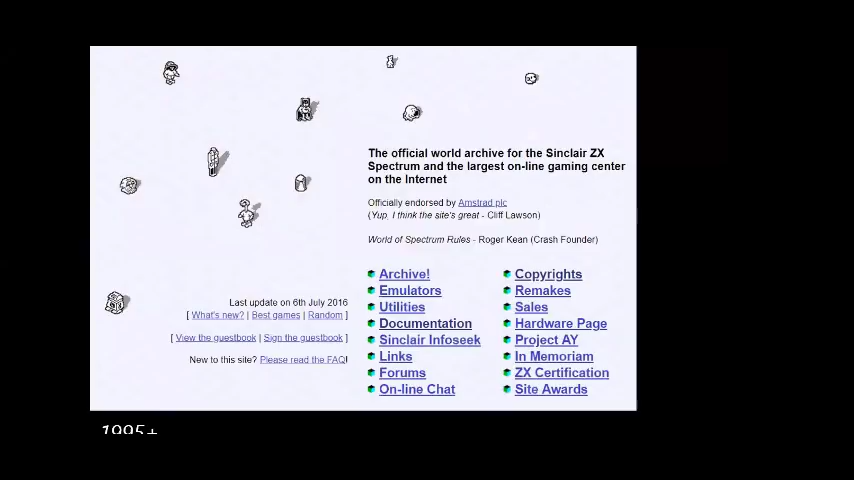 The official world archive for the Sinclair ZX
Spectrum and the largest on-line gaming center
on the Internet
Officially endorsed by Amstrad plc
(Yup, I think the site's great - Cliff Lawson)
World of Spectrum Rules - Roger Kean (Crash Founder)
Last update on 6th July 2016
[ What's new? | Best games | Random ]
[ View the guestbook | Sign the guestbook ]
New to this site? Please read the FAQ!
Archive!
Emulators
Utilities
Documentation
Sinclair Infoseek
Links
Forums
On-line Chat
Copyrights
Remakes
Sales
Hardware Page
Project AY
In Memoriam
ZX Certification
Site Awards
1995+